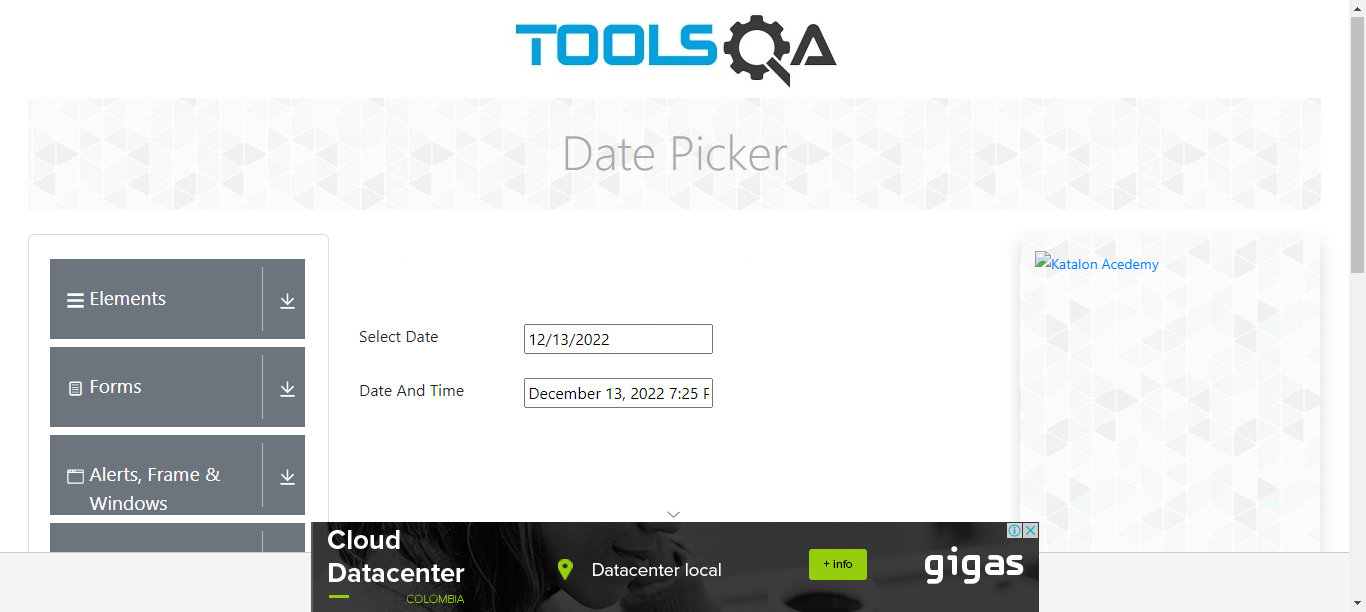 TOOLSQA
Date Picker
Elements
Forms
Alerts, Frame &
Windows
Select Date
12/13/2022
Date And Time
December 13, 2022 7:25 P
Katalon Acedemy
Cloud
Datacenter
COLOMBIA
Datacenter local
+ info
gigas